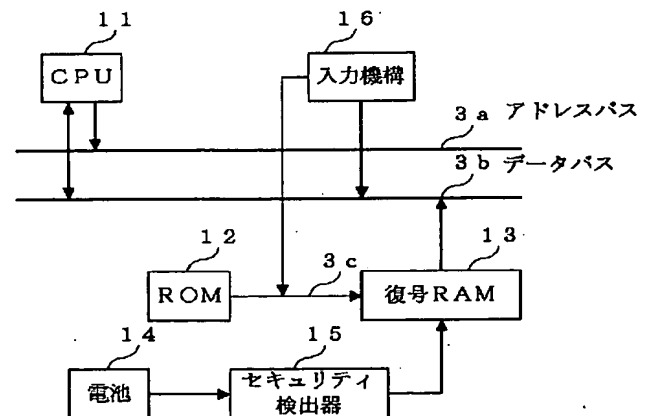 １１
ＣＰＵ
１６
入力機構
３ａ アドレスバス
３ｂ データバス
１２
ＲＯＭ
３ｃ
１３
復号ＲＡＭ
１４
電池
１５
セキュリティ
検出器